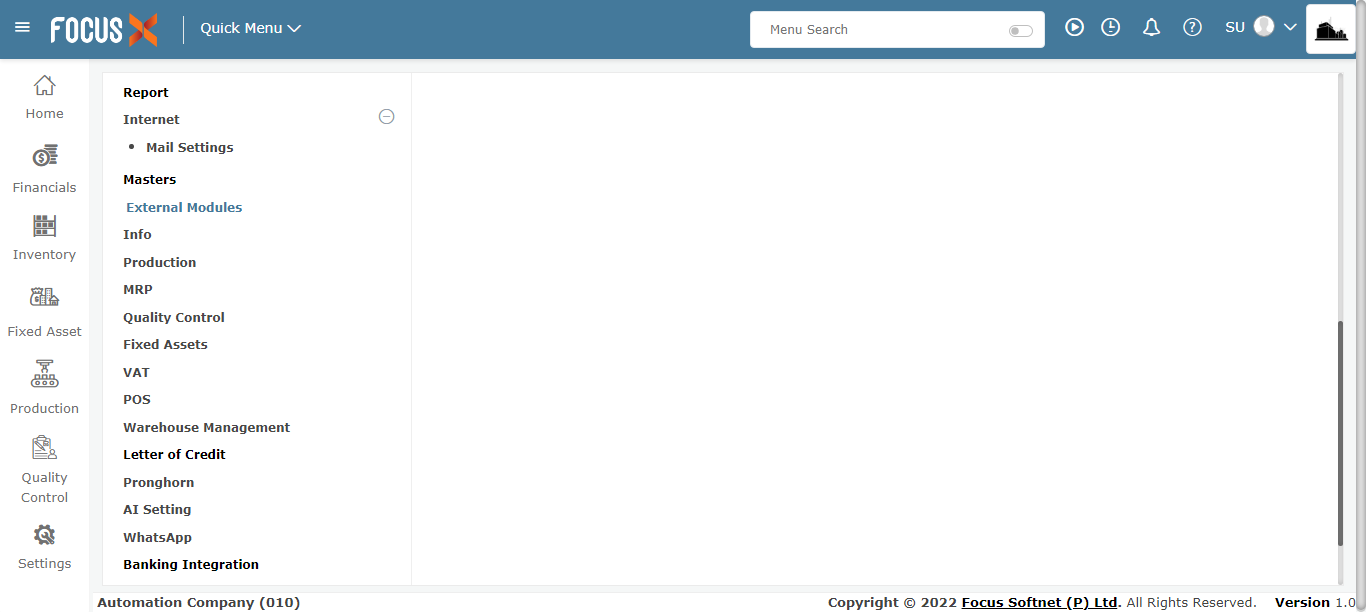 FOCUS X
Quick Menu
Menu Search
SU
Home
Financials
Inventory
Fixed Asset
Production
Quality
Control
Settings
Report
Internet
• Mail Settings
Masters
External Modules
Info
Production
MRP
Quality Control
Fixed Assets
VAT
POS
Warehouse Management
Letter of Credit
Pronghorn
AI Setting
WhatsApp
Banking Integration
Automation Company (010)
Copyright © 2022 Focus Softnet (P) Ltd. All Rights Reserved. Version 1.0